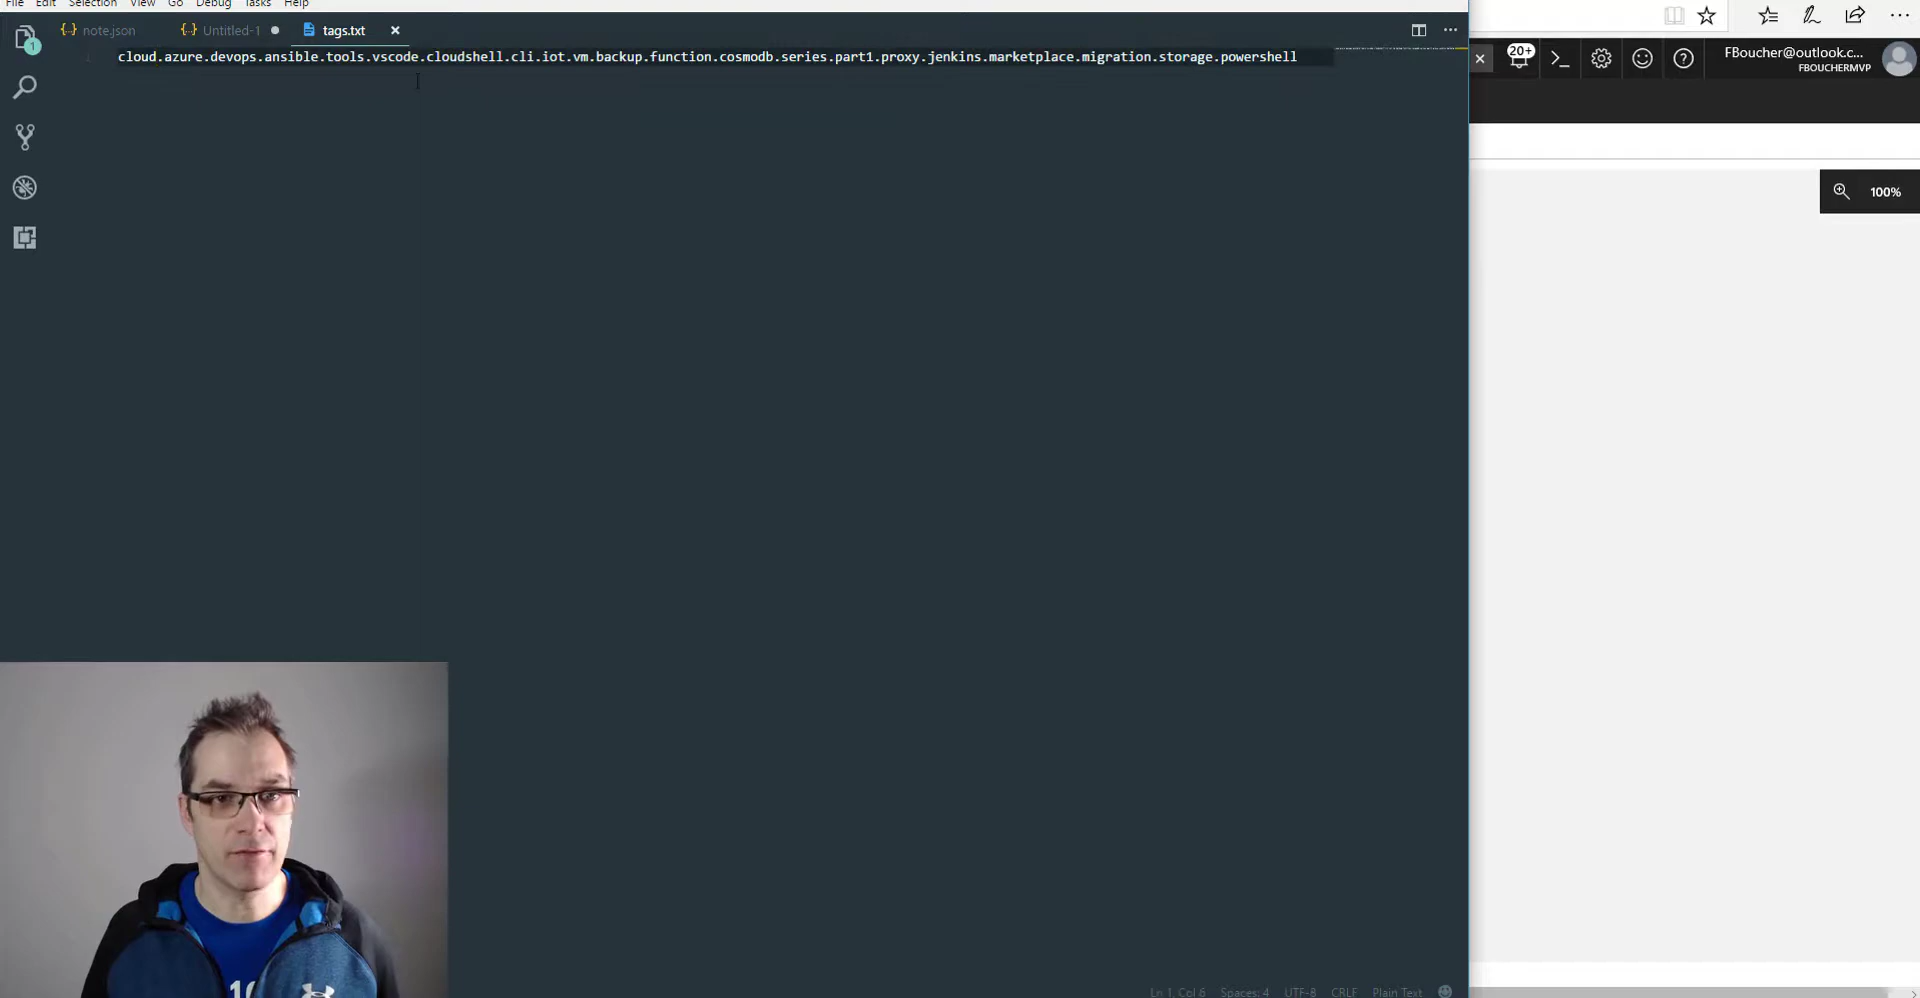 File Edit Selection View Go Debug Tasks Help
note.json Untitled-1 tags.txt
1 cloud.azure.devops.ansible.tools.vscode.cloudshell.cli.iot.vm.backup.function.cosmodb.series.part1.proxy.jenkins.marketplace.migration.storage.powershell
1
20+
FBoucher@outlook.c...
FBOUCHERMVP
100%
Ln 1, Col 6 Spaces: 4 UTF-8 CRLF Plain Text